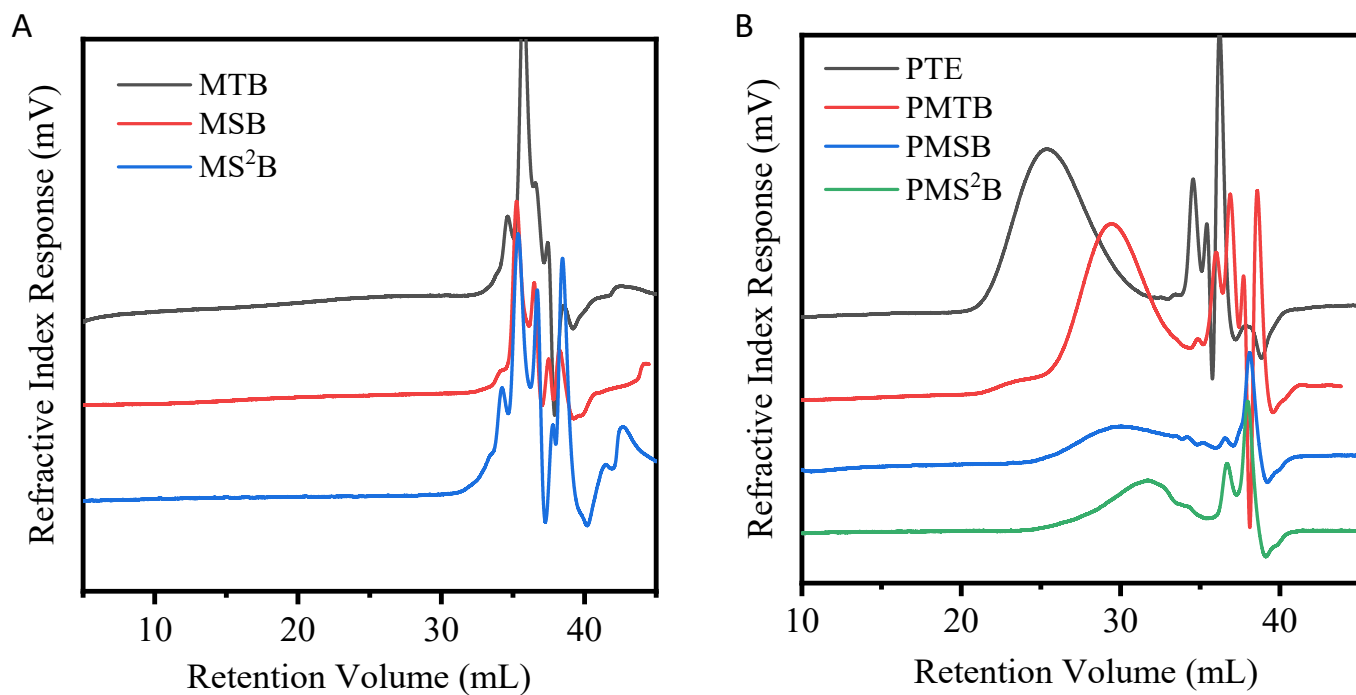 A
MTB
MSB
MS²B
Refractive Index Response (mV)
10 20 30 40
Retention Volume (mL)
B
PTE
PMTB
PMSB
PMS²B
Refractive Index Response (mV)
10 20 30 40
Retention Volume (mL)